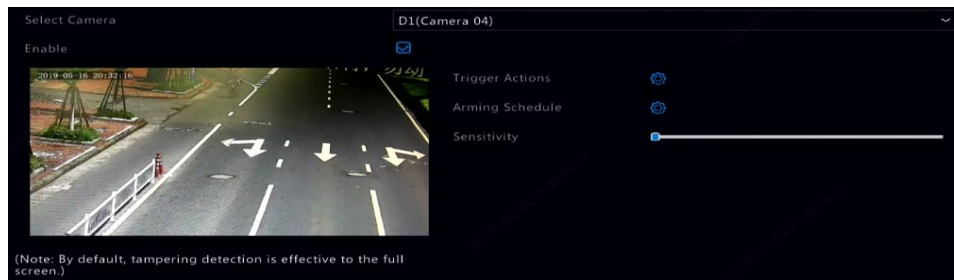 Select Camera
D1(Camera 04)
Enable
2019-05-16 20:32:16
Trigger Actions
Arming Schedule
Sensitivity
(Note: By default, tampering detection is effective to the full
screen.)